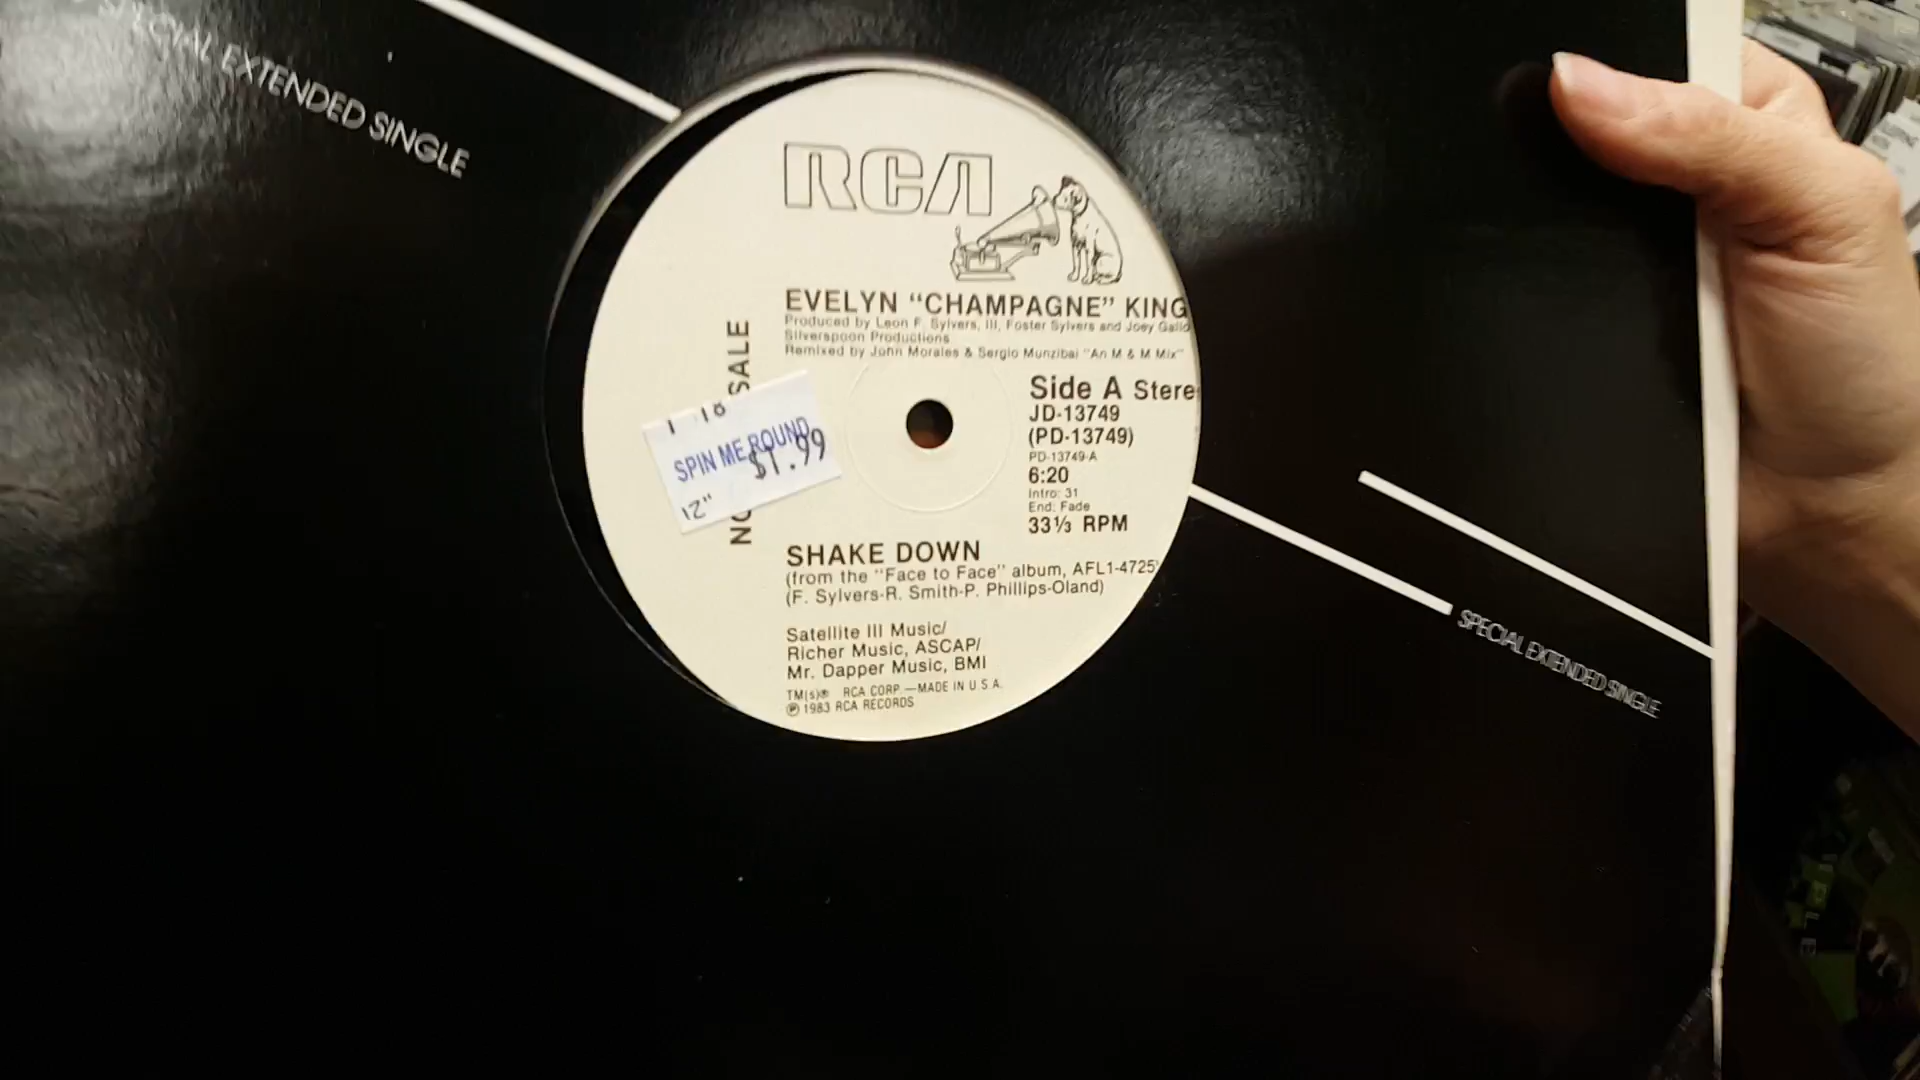 SPECIAL EXTENDED SINGLE
RCA
EVELYN "CHAMPAGNE" KING
Produced by Leon F. Sylvers, III, Foster Sylvers and Joey Gallo
Silverspoon Productions
Remixed by John Morales & Sergio Munzibai "An M & M Mix"
SALE
Side A Stere
JD-13749
(PD-13749)
PD-13749-A
6:20
Intro: 31
End: Fade
33⅓ RPM
1 18
SPIN ME ROUND
$1.99
12"
SHAKE DOWN
(from the "Face to Face" album, AFL1-4725
(F. Sylvers-R. Smith-P. Phillips-Oland)
Satellite III Music/
Richer Music, ASCAP/
Mr. Dapper Music, BMI
TM(s)® RCA CORP.—MADE IN U.S.A.
℗ 1983 RCA RECORDS
SPECIAL EXTENDED SINGLE